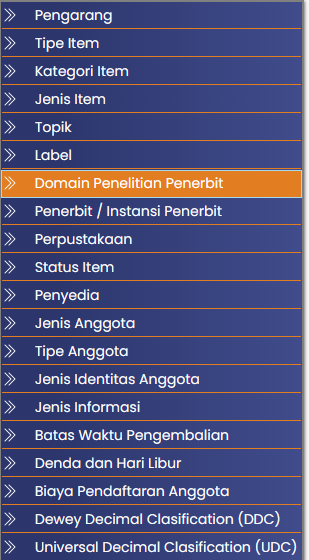 Pengarang
Tipe Item
Kategori Item
Jenis Item
Topik
Label
Domain Penelitian Penerbit
Penerbit / Instansi Penerbit
Perpustakaan
Status Item
Penyedia
Jenis Anggota
Tipe Anggota
Jenis Identitas Anggota
Jenis Informasi
Batas Waktu Pengembalian
Denda dan Hari Libur
Biaya Pendaftaran Anggota
Dewey Decimal Clasification (DDC)
Universal Decimal Clasification (UDC)